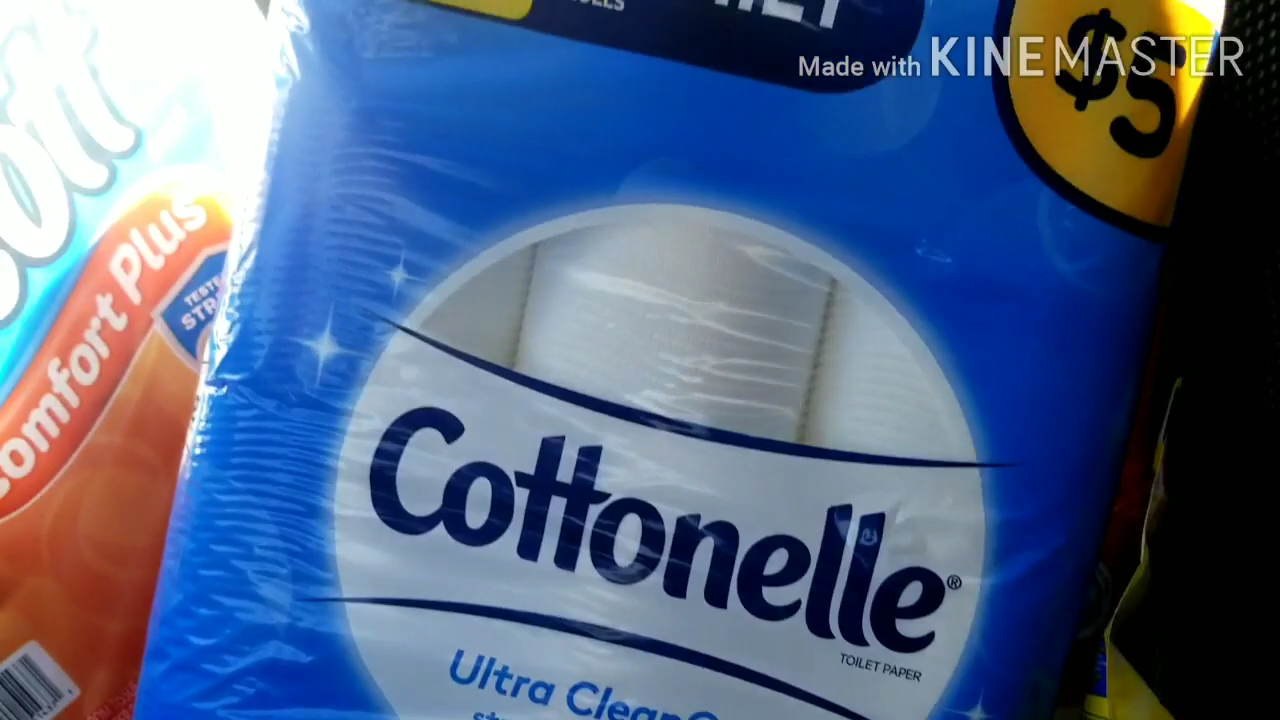 Made with KINEMASTER
$5
Comfort Plus
Cottonelle®
TOILET PAPER
Ultra Clean